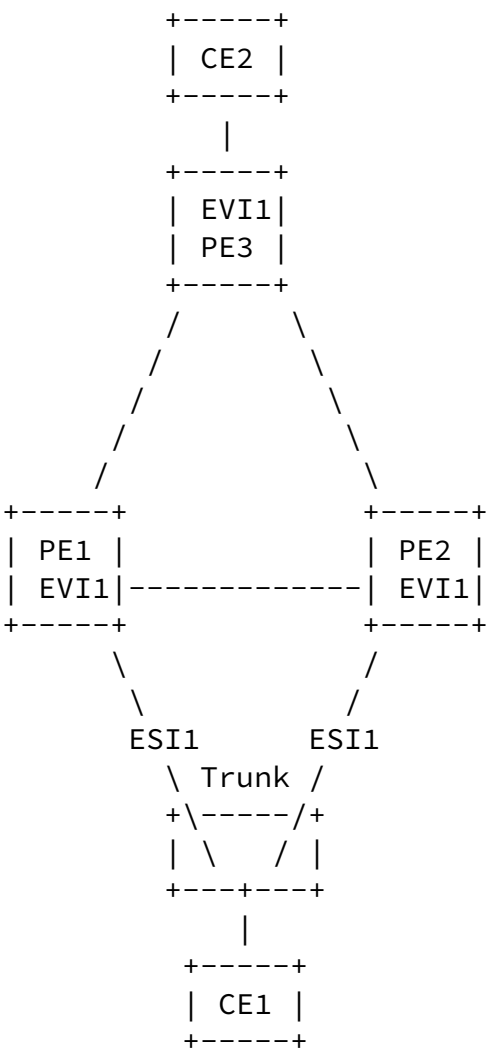 CE2
EVI1
PE3
PE1 PE2
EVI1 EVI1
ESI1 ESI1
Trunk
CE1